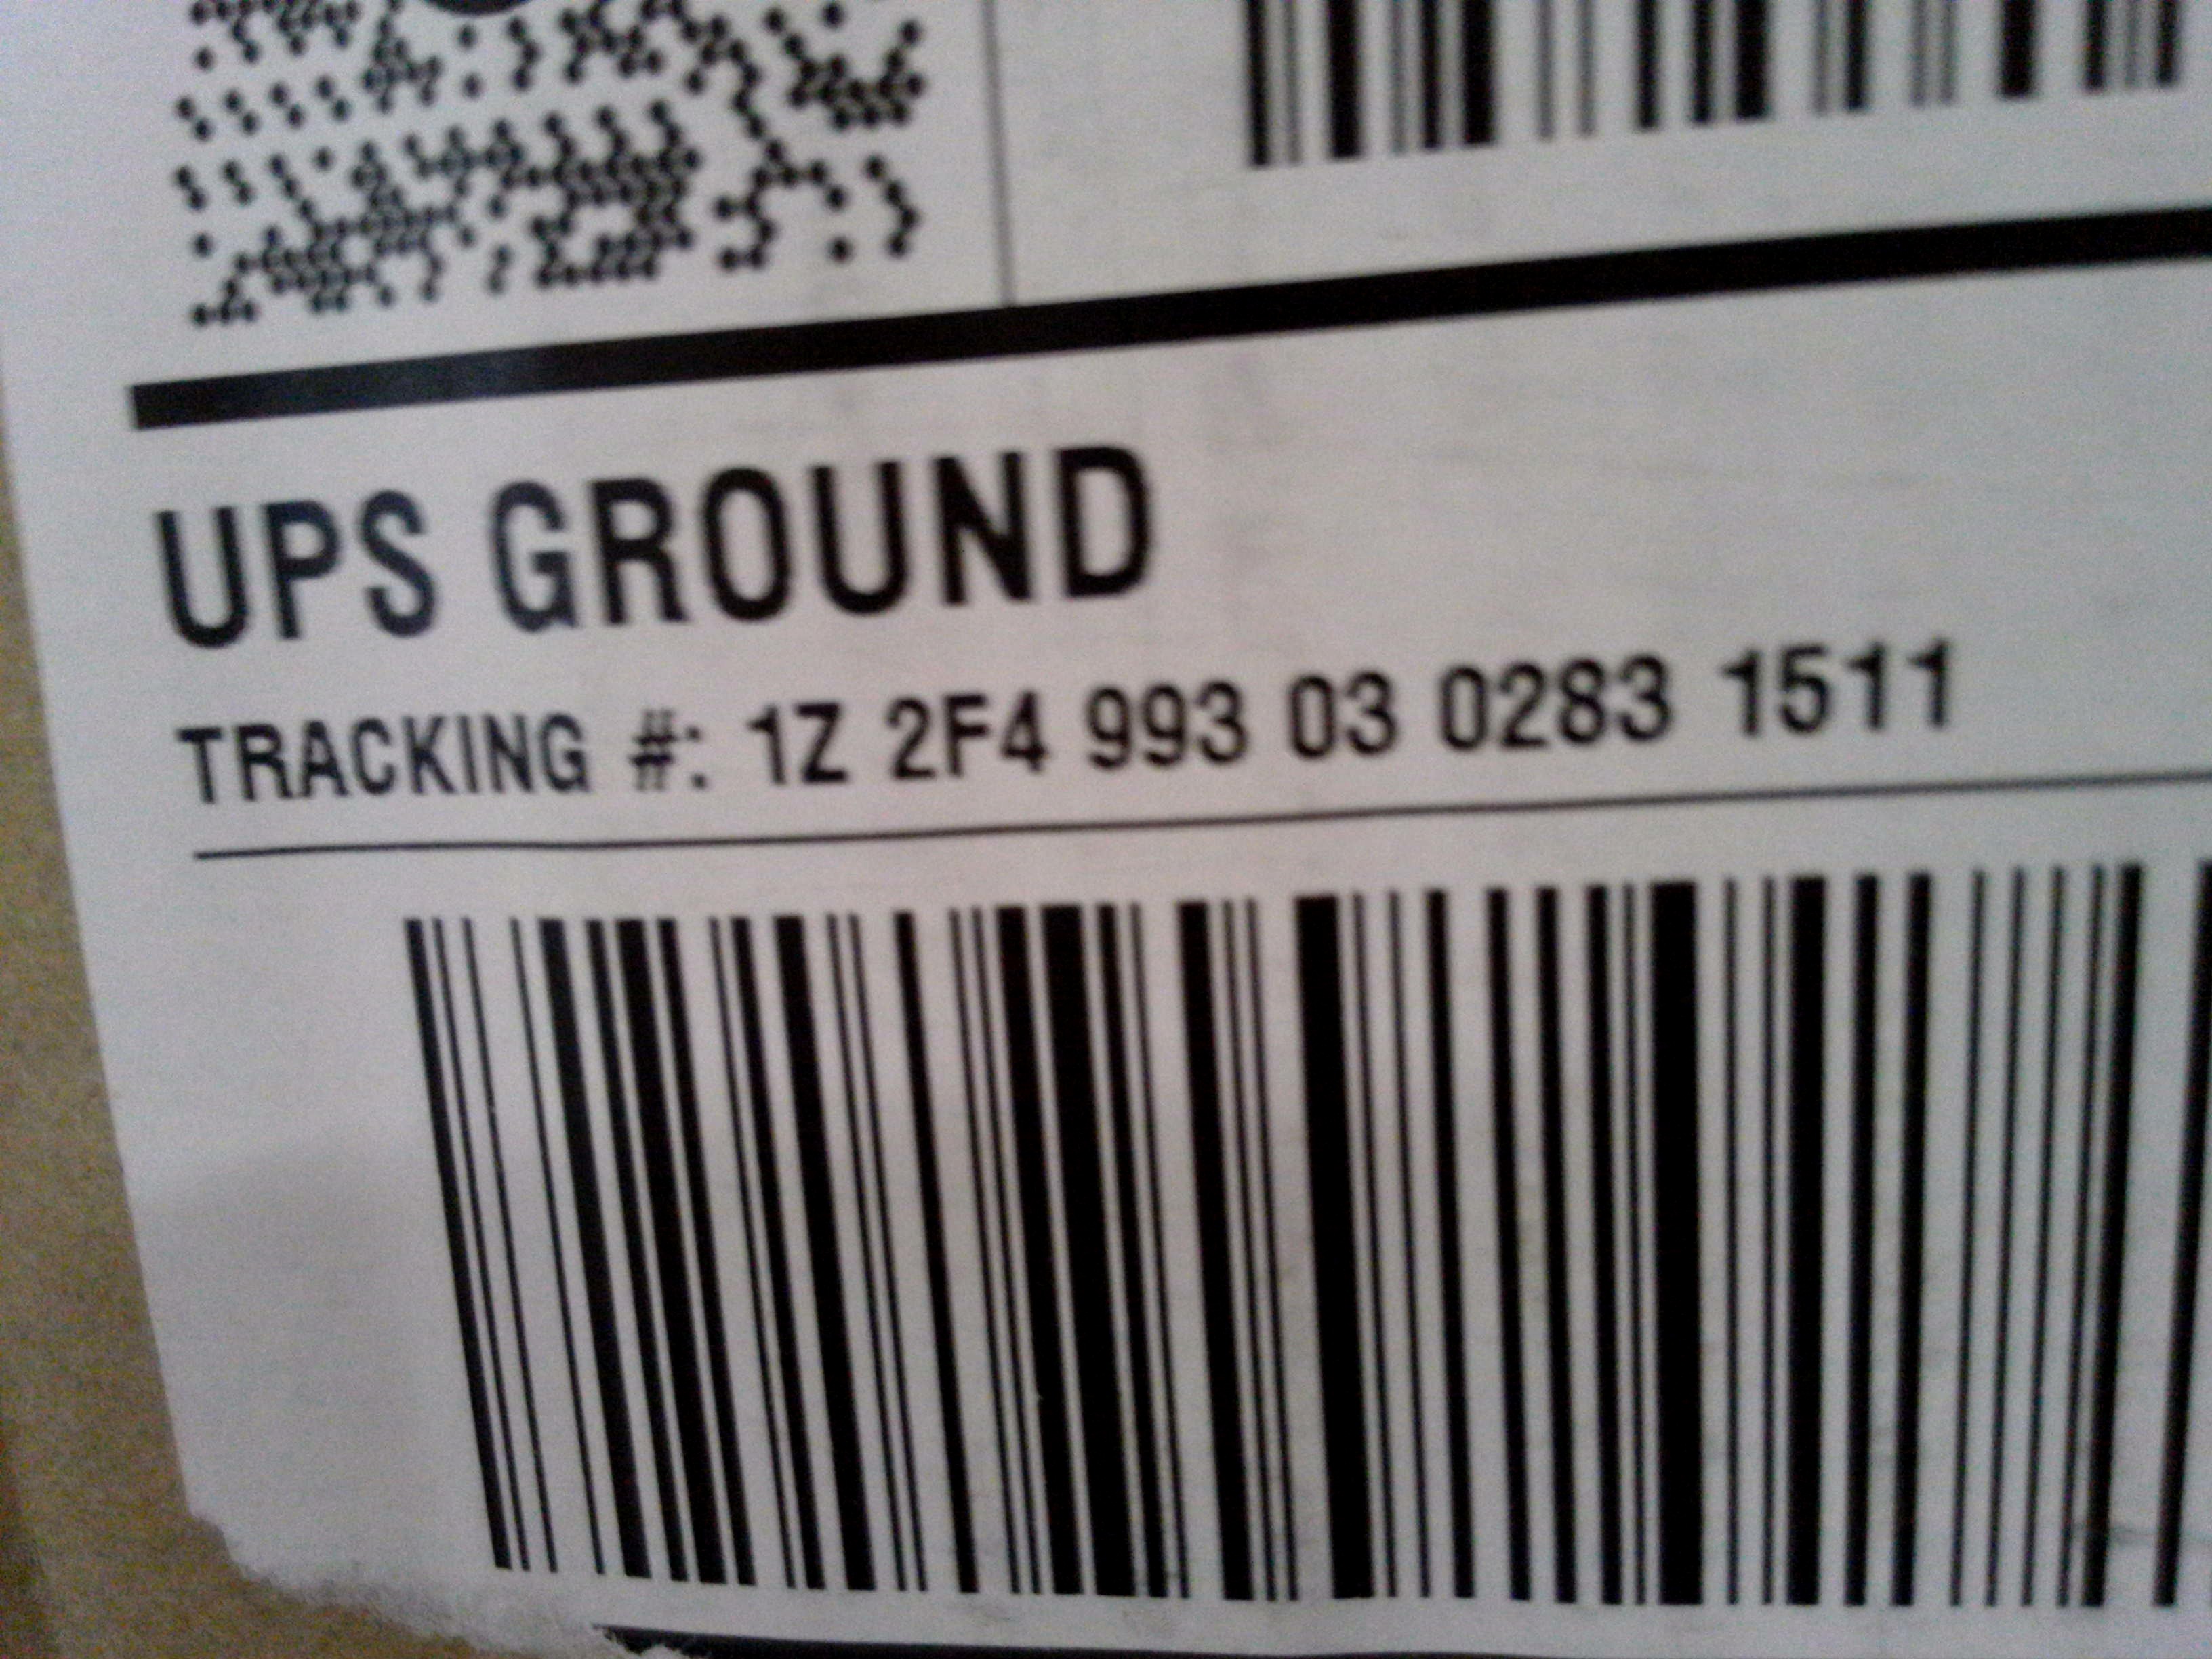 UPS GROUND
TRACKING #: 1Z 2F4 993 03 0283 1511